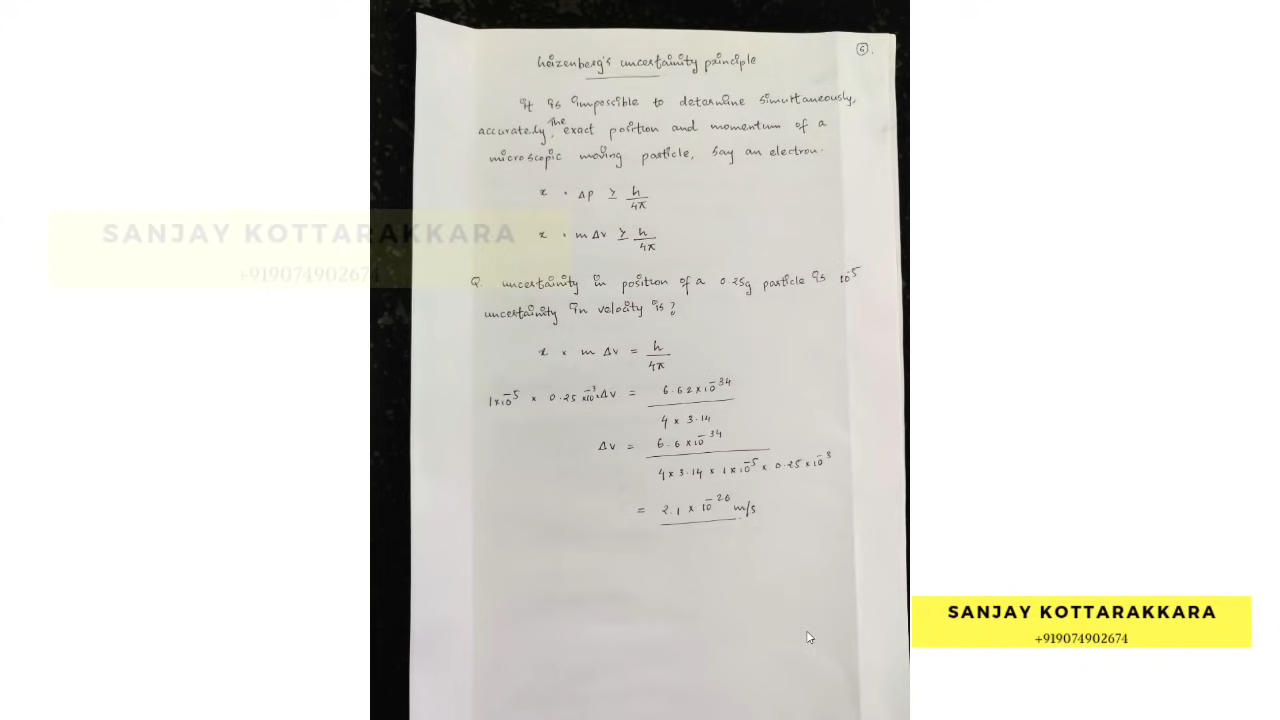 6.
heizenberg's uncertainity principle
it is impossible to determine simultaneously,
accurately, The exact position and momentum of a
microscopic moving particle, Say an electron.
x . Δp ≥ h/4π
x . m Δv ≥ h/4π
Q. uncertainity in position of a 0.25g particle is 10⁻⁵
uncertainity in velocity is?
x × m Δv = h/4π
1×10⁻⁵ × 0.25 ×10⁻³×Δv = 6.62×10⁻³⁴ / 4 × 3.14
Δv = 6.6×10⁻³⁴ / 4×3.14 × 1×10⁻⁵ × 0.25×10⁻³
= 2.1 × 10⁻²⁶ m/s
SANJAY KOTTARAKKARA
+919074902674
SANJAY KOTTARAKKARA
+919074902674